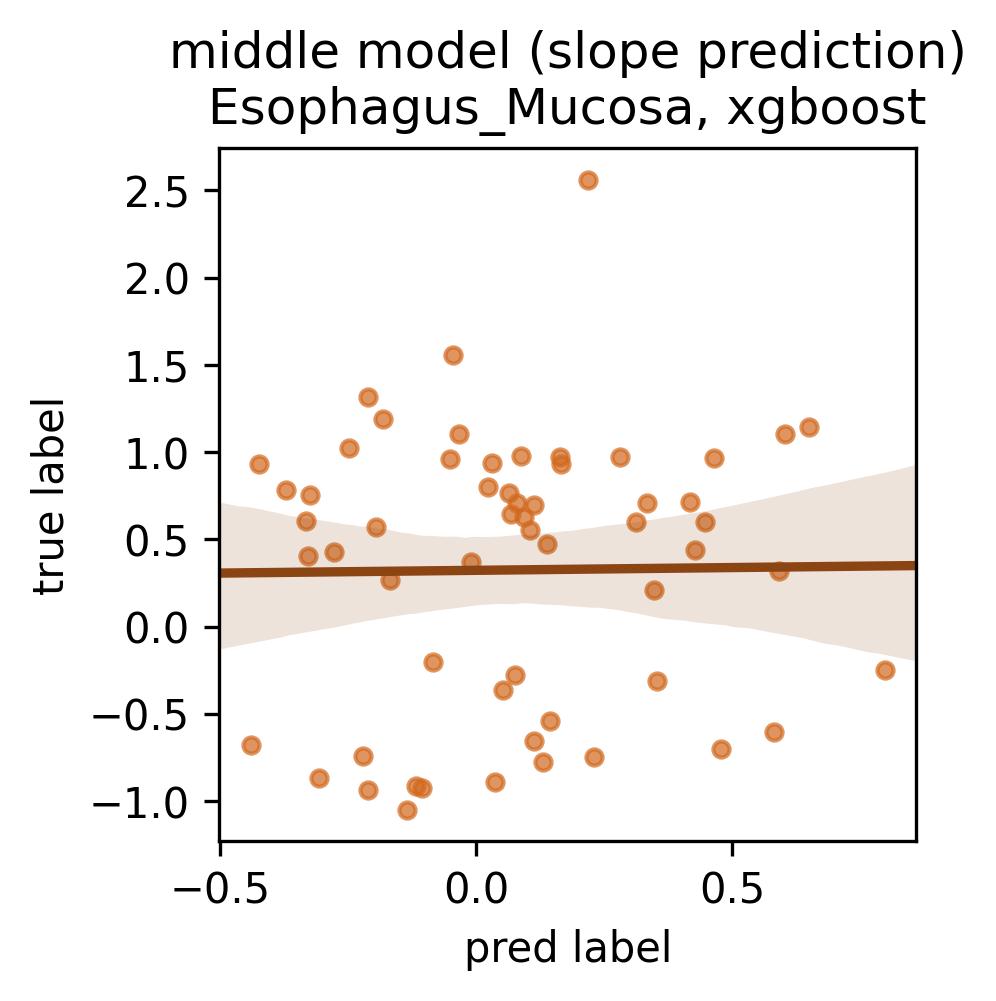 middle model (slope prediction)
Esophagus_Mucosa, xgboost
2.5
2.0
1.5
1.0
0.5
0.0
−0.5
−1.0
true label
−0.5 0.0 0.5
pred label